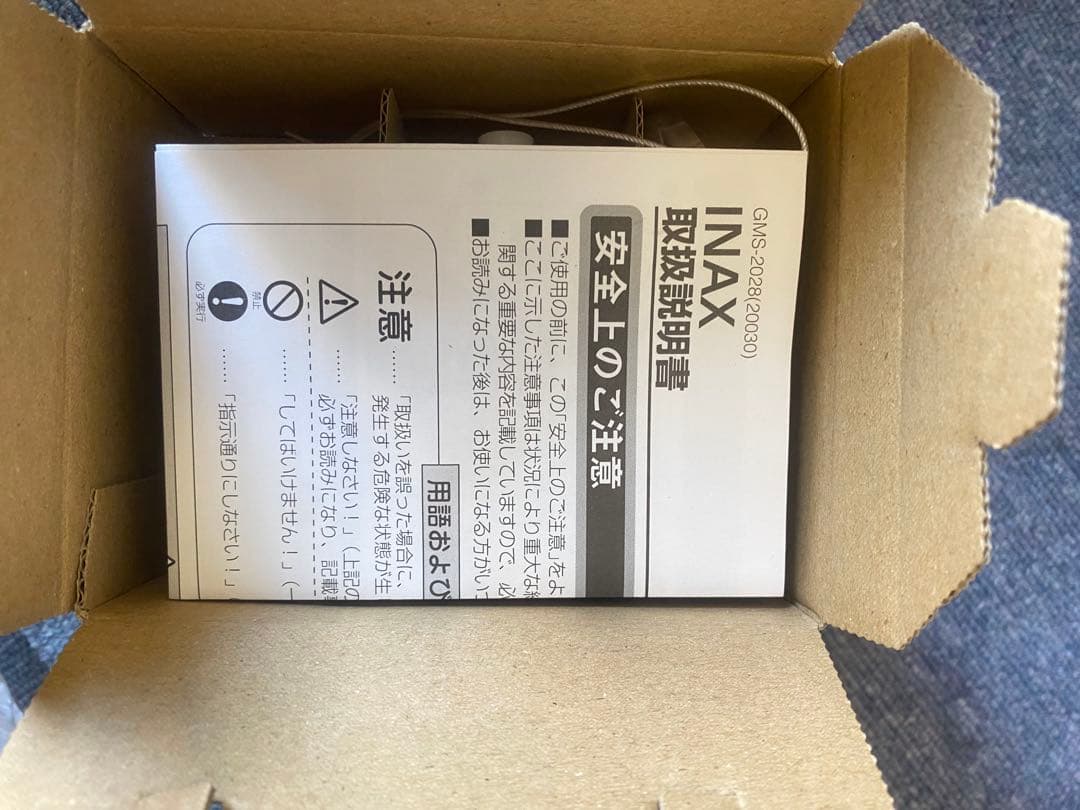 GMS-2028(20030)
INAX
取扱説明書
安全上のご注意
■ご使用の前に、この「安全上のご注意」をよ
■ここに示した注意事項は状況により重大な結
関する重要な内容を記載していますので、必
■お読みになった後は、お使いになる方がいつ
用語および
注意……「取扱いを誤った場合に、
発生する危険な状態が生
……「注意しなさい！」（上記の
必ずお読みになり、記載事
禁止
……「してはいけません！」（一
必ず実行
……「指示通りにしなさい！」（